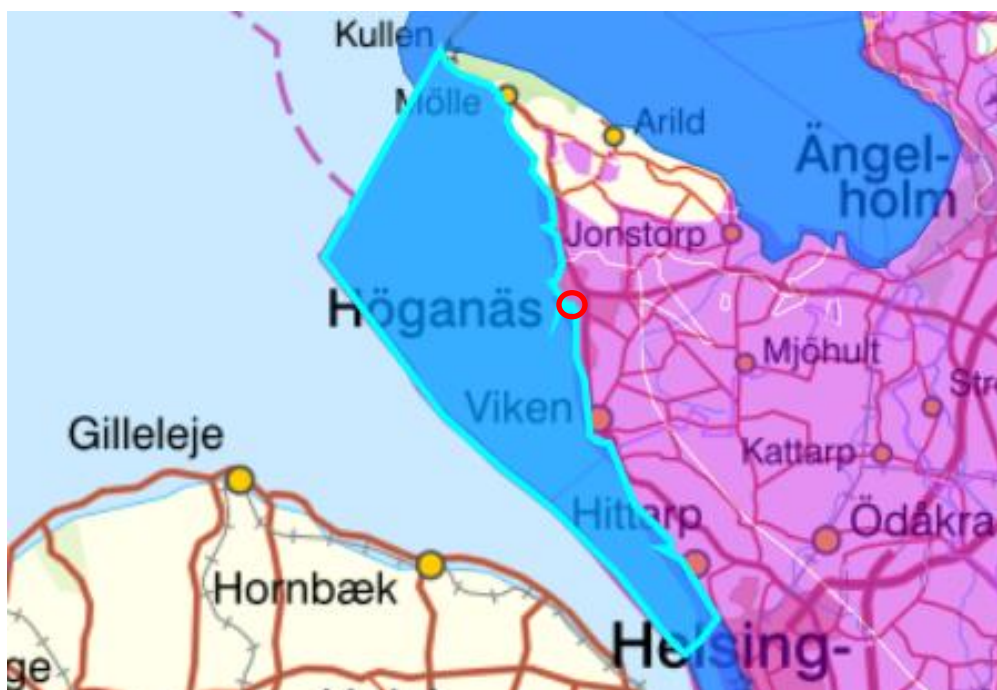 Kullen
Mölle
Arild
Ängel-
holm
Jonstorp
Höganäs
Mjöhult
Viken
Gilleleje
Kattarp
Hittarp
Ödåkra
Hornbæk
Helsing-